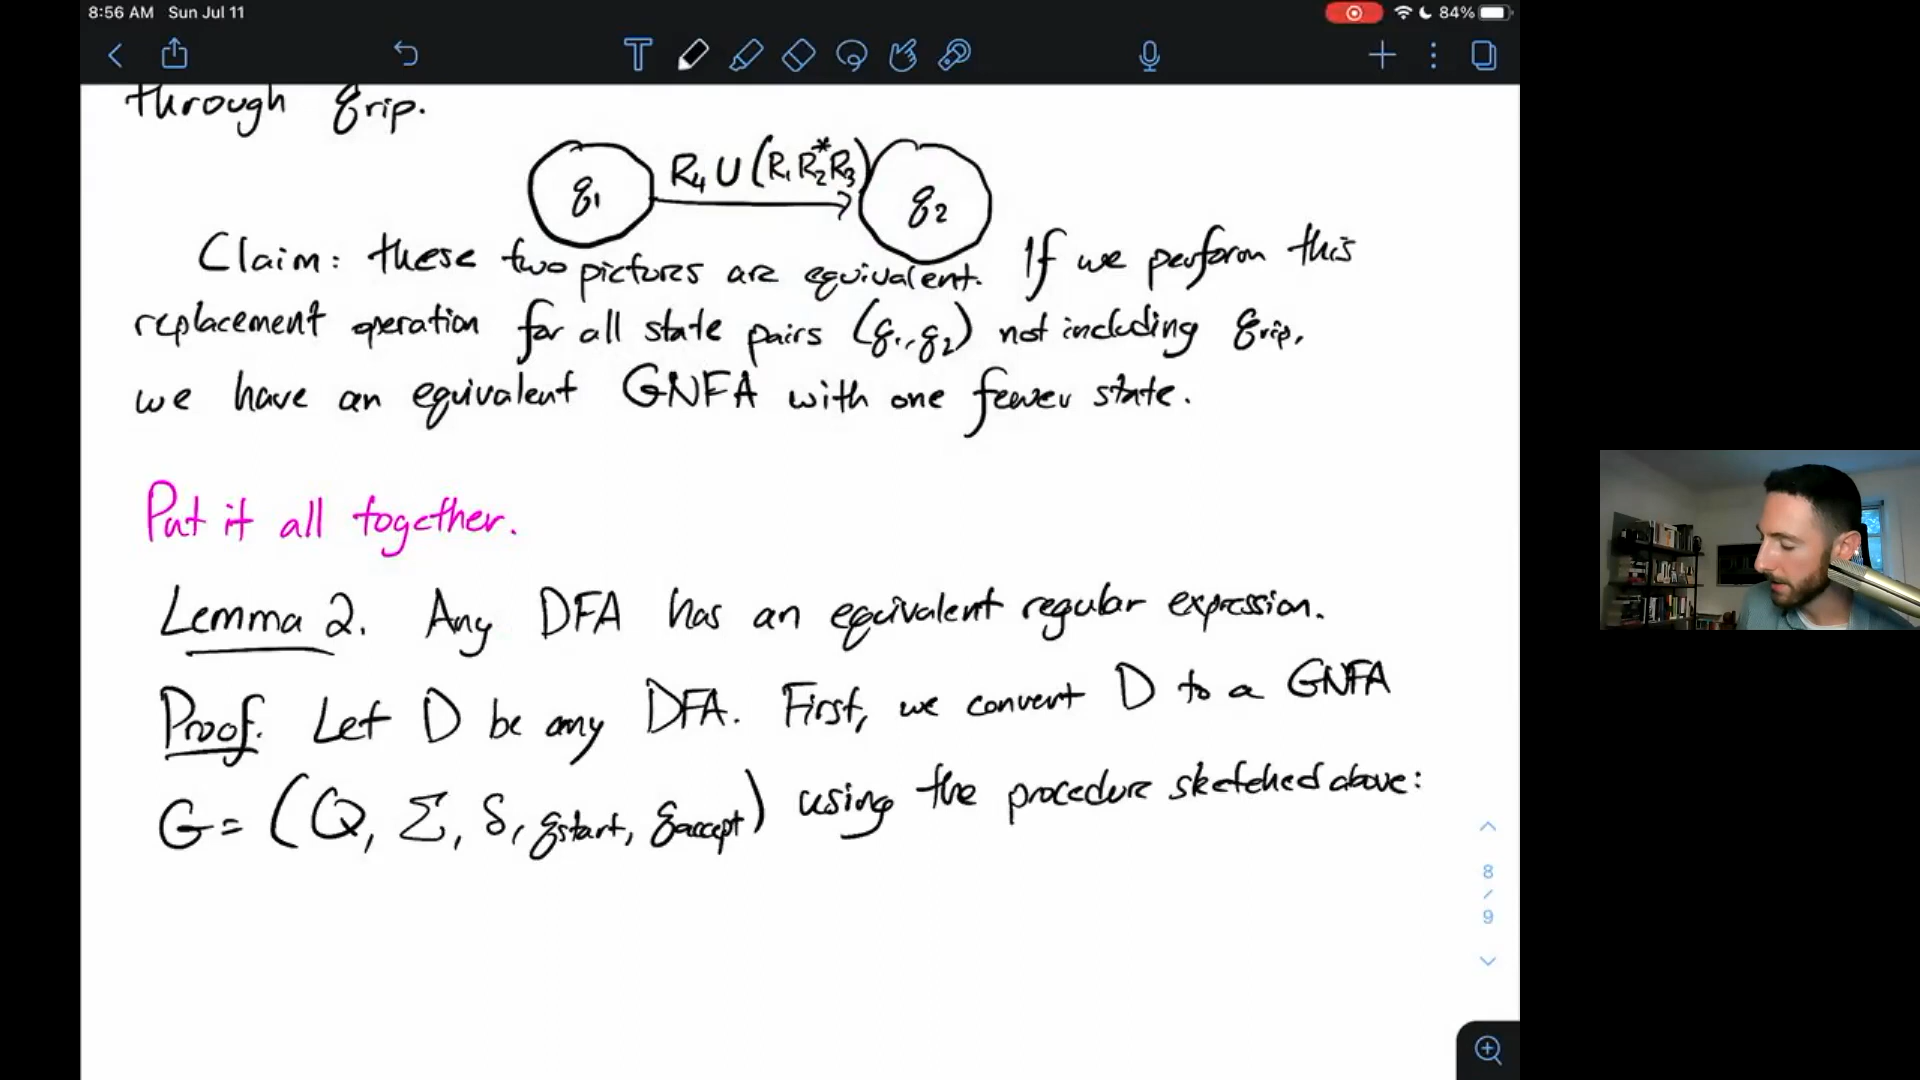 8:56 AM Sun Jul 11
84%
through qrip.
R4 U (R1 R2* R3)
q1 q2
Claim: these two pictures are equivalent. If we perform this
replacement operation for all state pairs (q1, q2) not including qrip,
we have an equivalent GNFA with one fewer state.
Put it all together.
Lemma 2. Any DFA has an equivalent regular expression.
Proof. Let D be any DFA. First, we convert D to a GNFA
G = (Q, Σ, δ, qstart, qaccept) using the procedure sketched above:
8
/
9